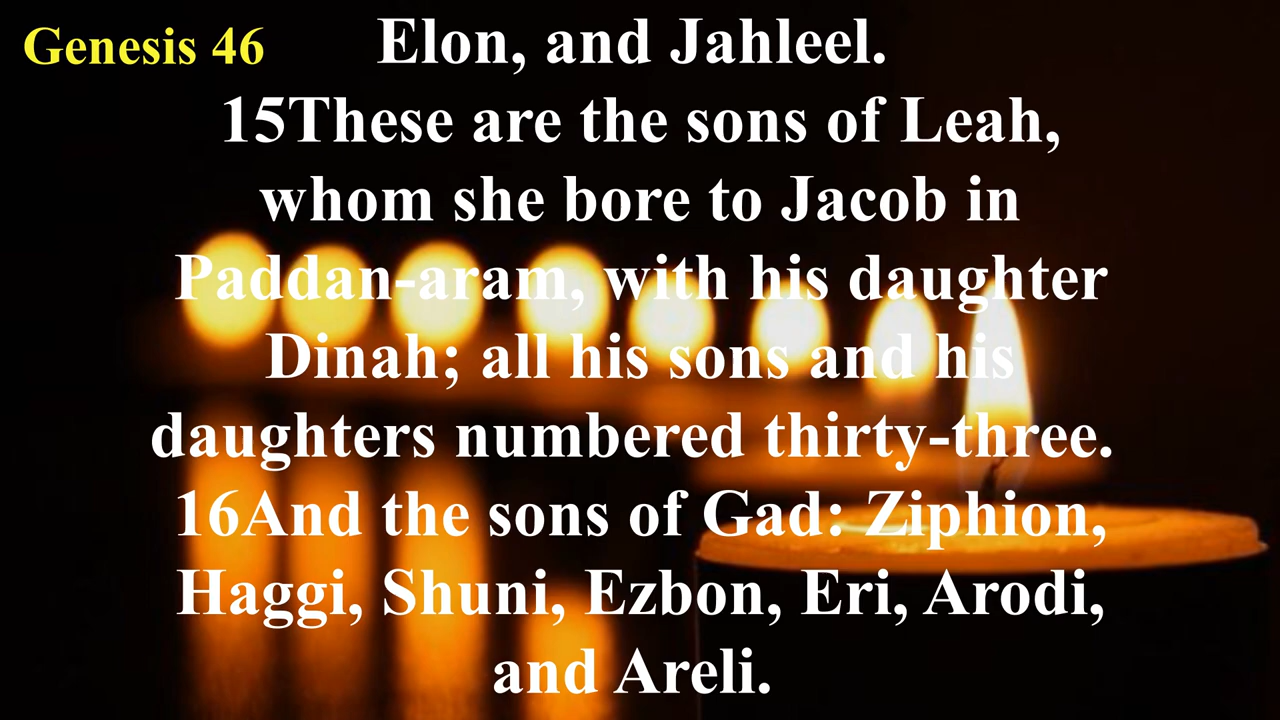 Genesis 46
Elon, and Jahleel.
15These are the sons of Leah,
whom she bore to Jacob in
Paddan-aram, with his daughter
Dinah; all his sons and his
daughters numbered thirty-three.
16And the sons of Gad: Ziphion,
Haggi, Shuni, Ezbon, Eri, Arodi,
and Areli.